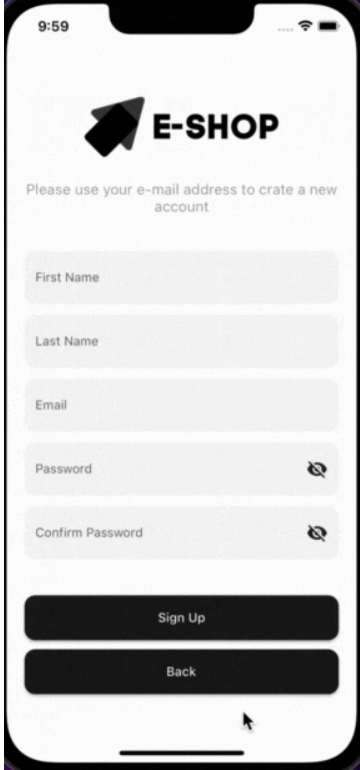 9:59
E-SHOP
Please use your e-mail address to crate a new
account
First Name
Last Name
Email
Password
Confirm Password
Sign Up
Back